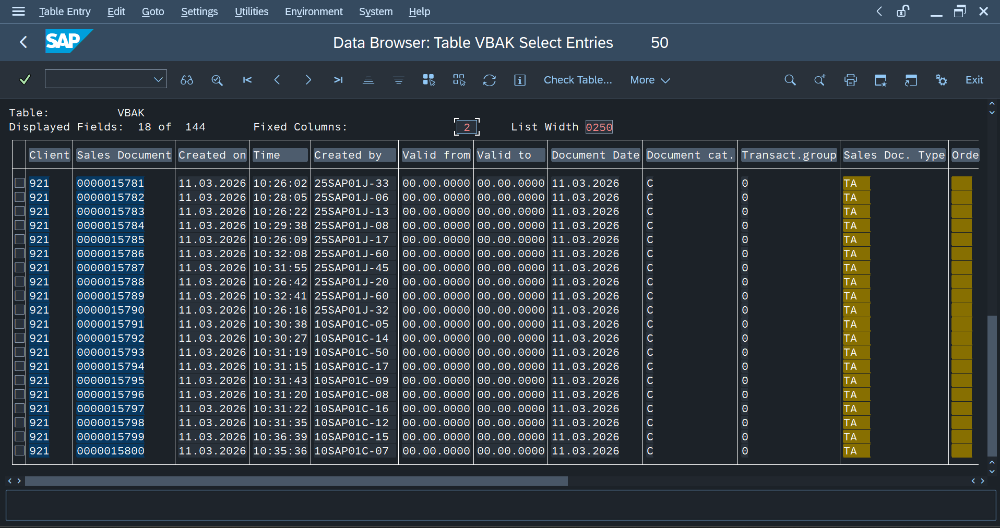 Table Entry Edit Goto Settings Utilities Environment System Help
SAP Data Browser: Table VBAK Select Entries 50
Check Table... More Exit
Table: VBAK
Displayed Fields: 18 of 144 Fixed Columns: 2 List Width 0250
Client Sales Document Created on Time Created by Valid from Valid to Document Date Document cat. Transact.group Sales Doc. Type Orde
921 0000015781 11.03.2026 10:26:02 25SAP01J-33 00.00.0000 00.00.0000 11.03.2026 C 0 TA
921 0000015782 11.03.2026 10:28:05 25SAP01J-06 00.00.0000 00.00.0000 11.03.2026 C 0 TA
921 0000015783 11.03.2026 10:26:22 25SAP01J-13 00.00.0000 00.00.0000 11.03.2026 C 0 TA
921 0000015784 11.03.2026 10:29:38 25SAP01J-08 00.00.0000 00.00.0000 11.03.2026 C 0 TA
921 0000015785 11.03.2026 10:26:09 25SAP01J-17 00.00.0000 00.00.0000 11.03.2026 C 0 TA
921 0000015786 11.03.2026 10:32:08 25SAP01J-60 00.00.0000 00.00.0000 11.03.2026 C 0 TA
921 0000015787 11.03.2026 10:31:55 25SAP01J-45 00.00.0000 00.00.0000 11.03.2026 C 0 TA
921 0000015788 11.03.2026 10:26:42 25SAP01J-20 00.00.0000 00.00.0000 11.03.2026 C 0 TA
921 0000015789 11.03.2026 10:32:41 25SAP01J-60 00.00.0000 00.00.0000 11.03.2026 C 0 TA
921 0000015790 11.03.2026 10:26:16 25SAP01J-32 00.00.0000 00.00.0000 11.03.2026 C 0 TA
921 0000015791 11.03.2026 10:30:38 10SAP01C-05 00.00.0000 00.00.0000 11.03.2026 C 0 TA
921 0000015792 11.03.2026 10:30:27 10SAP01C-14 00.00.0000 00.00.0000 11.03.2026 C 0 TA
921 0000015793 11.03.2026 10:31:19 10SAP01C-50 00.00.0000 00.00.0000 11.03.2026 C 0 TA
921 0000015794 11.03.2026 10:31:15 10SAP01C-17 00.00.0000 00.00.0000 11.03.2026 C 0 TA
921 0000015795 11.03.2026 10:31:43 10SAP01C-09 00.00.0000 00.00.0000 11.03.2026 C 0 TA
921 0000015796 11.03.2026 10:31:20 10SAP01C-08 00.00.0000 00.00.0000 11.03.2026 C 0 TA
921 0000015797 11.03.2026 10:31:22 10SAP01C-16 00.00.0000 00.00.0000 11.03.2026 C 0 TA
921 0000015798 11.03.2026 10:31:35 10SAP01C-12 00.00.0000 00.00.0000 11.03.2026 C 0 TA
921 0000015799 11.03.2026 10:36:39 10SAP01C-15 00.00.0000 00.00.0000 11.03.2026 C 0 TA
921 0000015800 11.03.2026 10:35:36 10SAP01C-07 00.00.0000 00.00.0000 11.03.2026 C 0 TA